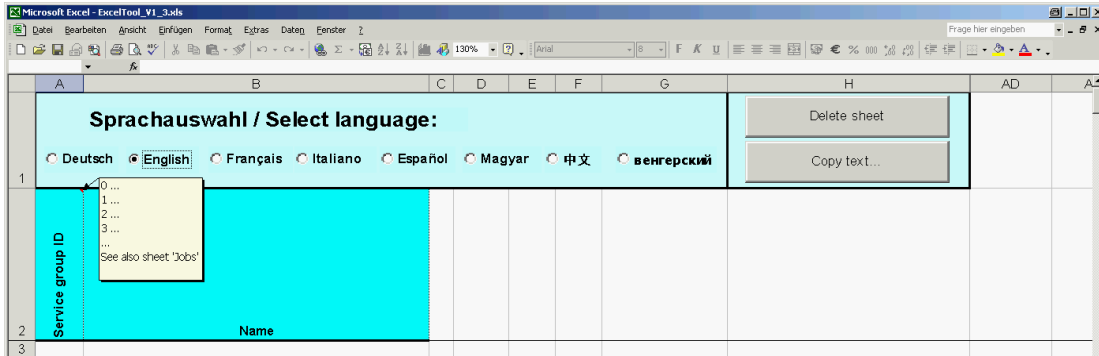 Microsoft Excel - ExcelTool_V1_3.xls
Datei Bearbeiten Ansicht Einfügen Format Extras Daten Fenster ? Frage hier eingeben
130% Arial 8 F K U € % 000
fx
A B C D E F G H AD
Sprachauswahl / Select language: Delete sheet
Deutsch English Français Italiano Español Magyar 中文 венгерский Copy text...
1
0 ...
1 ...
2 ...
3 ...
...
See also sheet 'Jobs'
Service group ID
2 Name
3